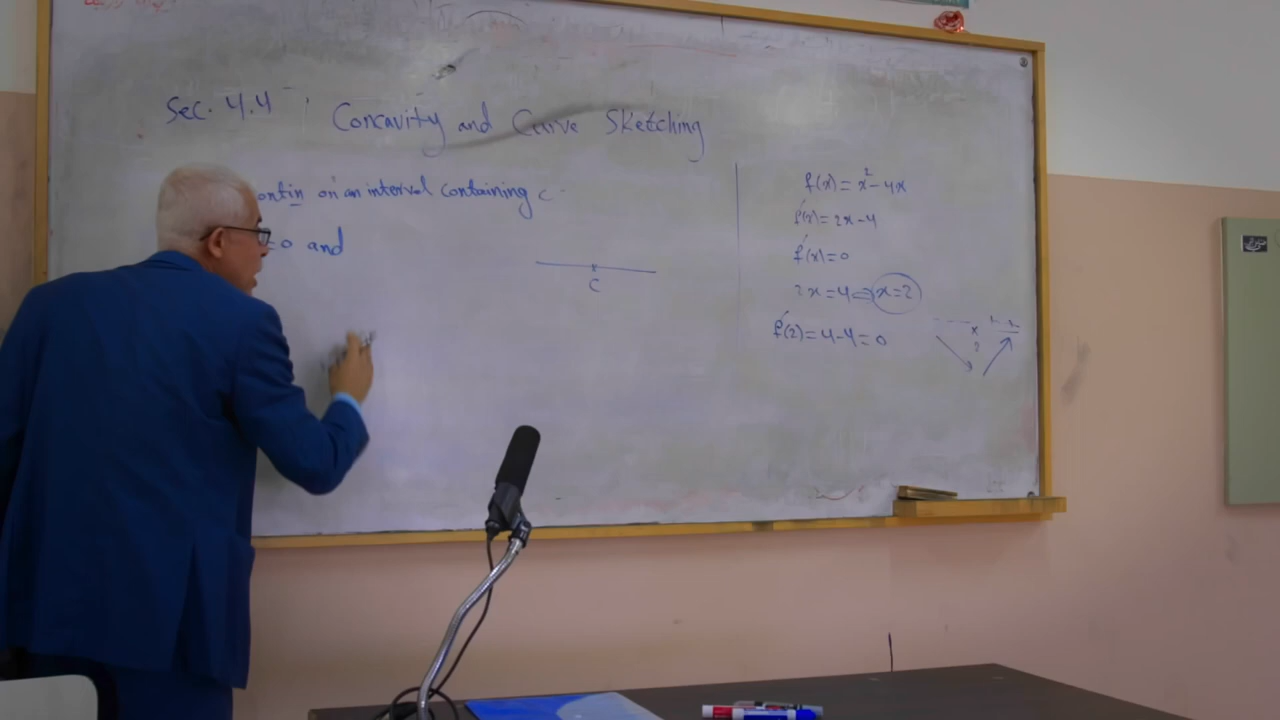 Sec. 4.4 Concavity and Curve Sketching
ontin on an interval containing c
=0 and
C
f(x) = x² - 4x
f'(x) = 2x - 4
f'(x) = 0
2x = 4 ⇒ x = 2
f'(2) = 4 - 4 = 0
---- x ++
2